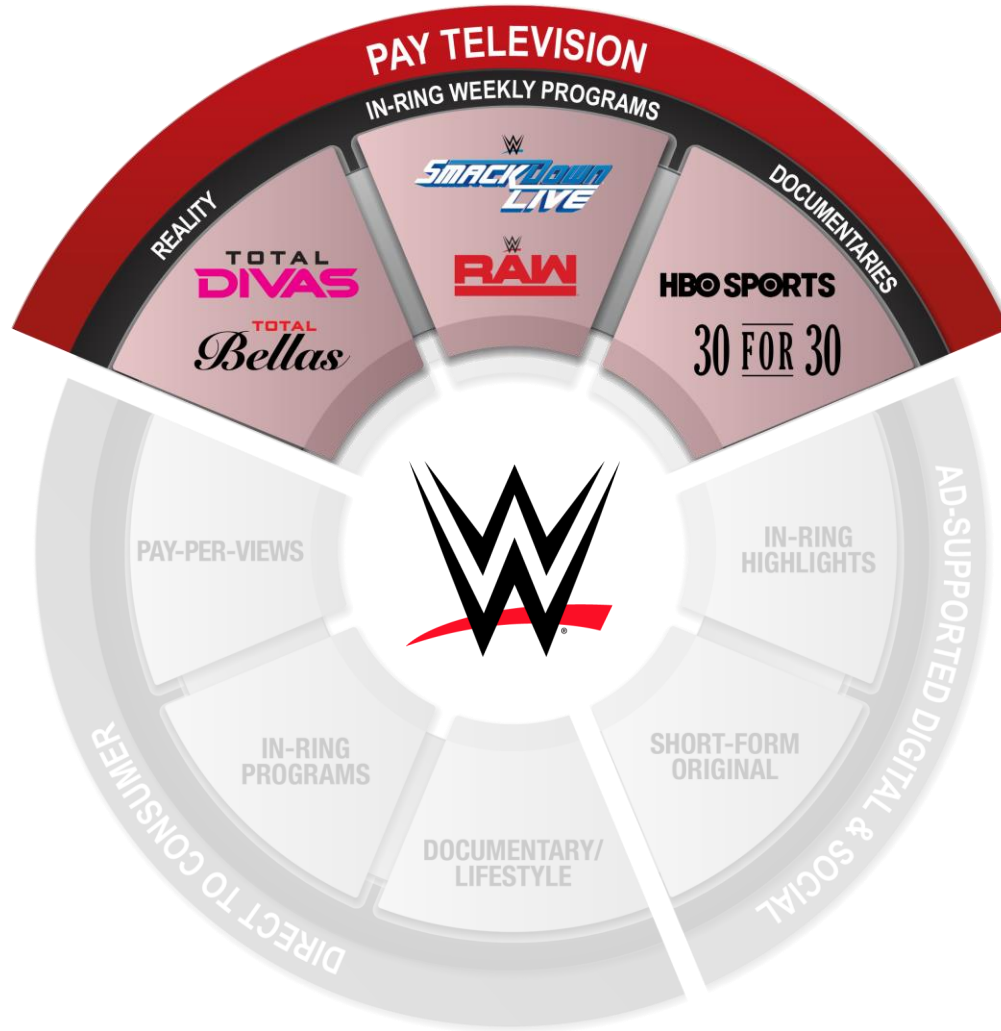 PAY TELEVISION
IN-RING WEEKLY PROGRAMS
REALITY
DOCUMENTARIES
W
SMACKDOWN
LIVE
W
RAW
TOTAL
DIVAS
TOTAL
Bellas
HBO SPORTS
30 FOR 30
PAY-PER-VIEWS
IN-RING
PROGRAMS
DOCUMENTARY/
LIFESTYLE
SHORT-FORM
ORIGINAL
IN-RING
HIGHLIGHTS
W
®
DIRECT TO CONSUMER
AD-SUPPORTED DIGITAL & SOCIAL